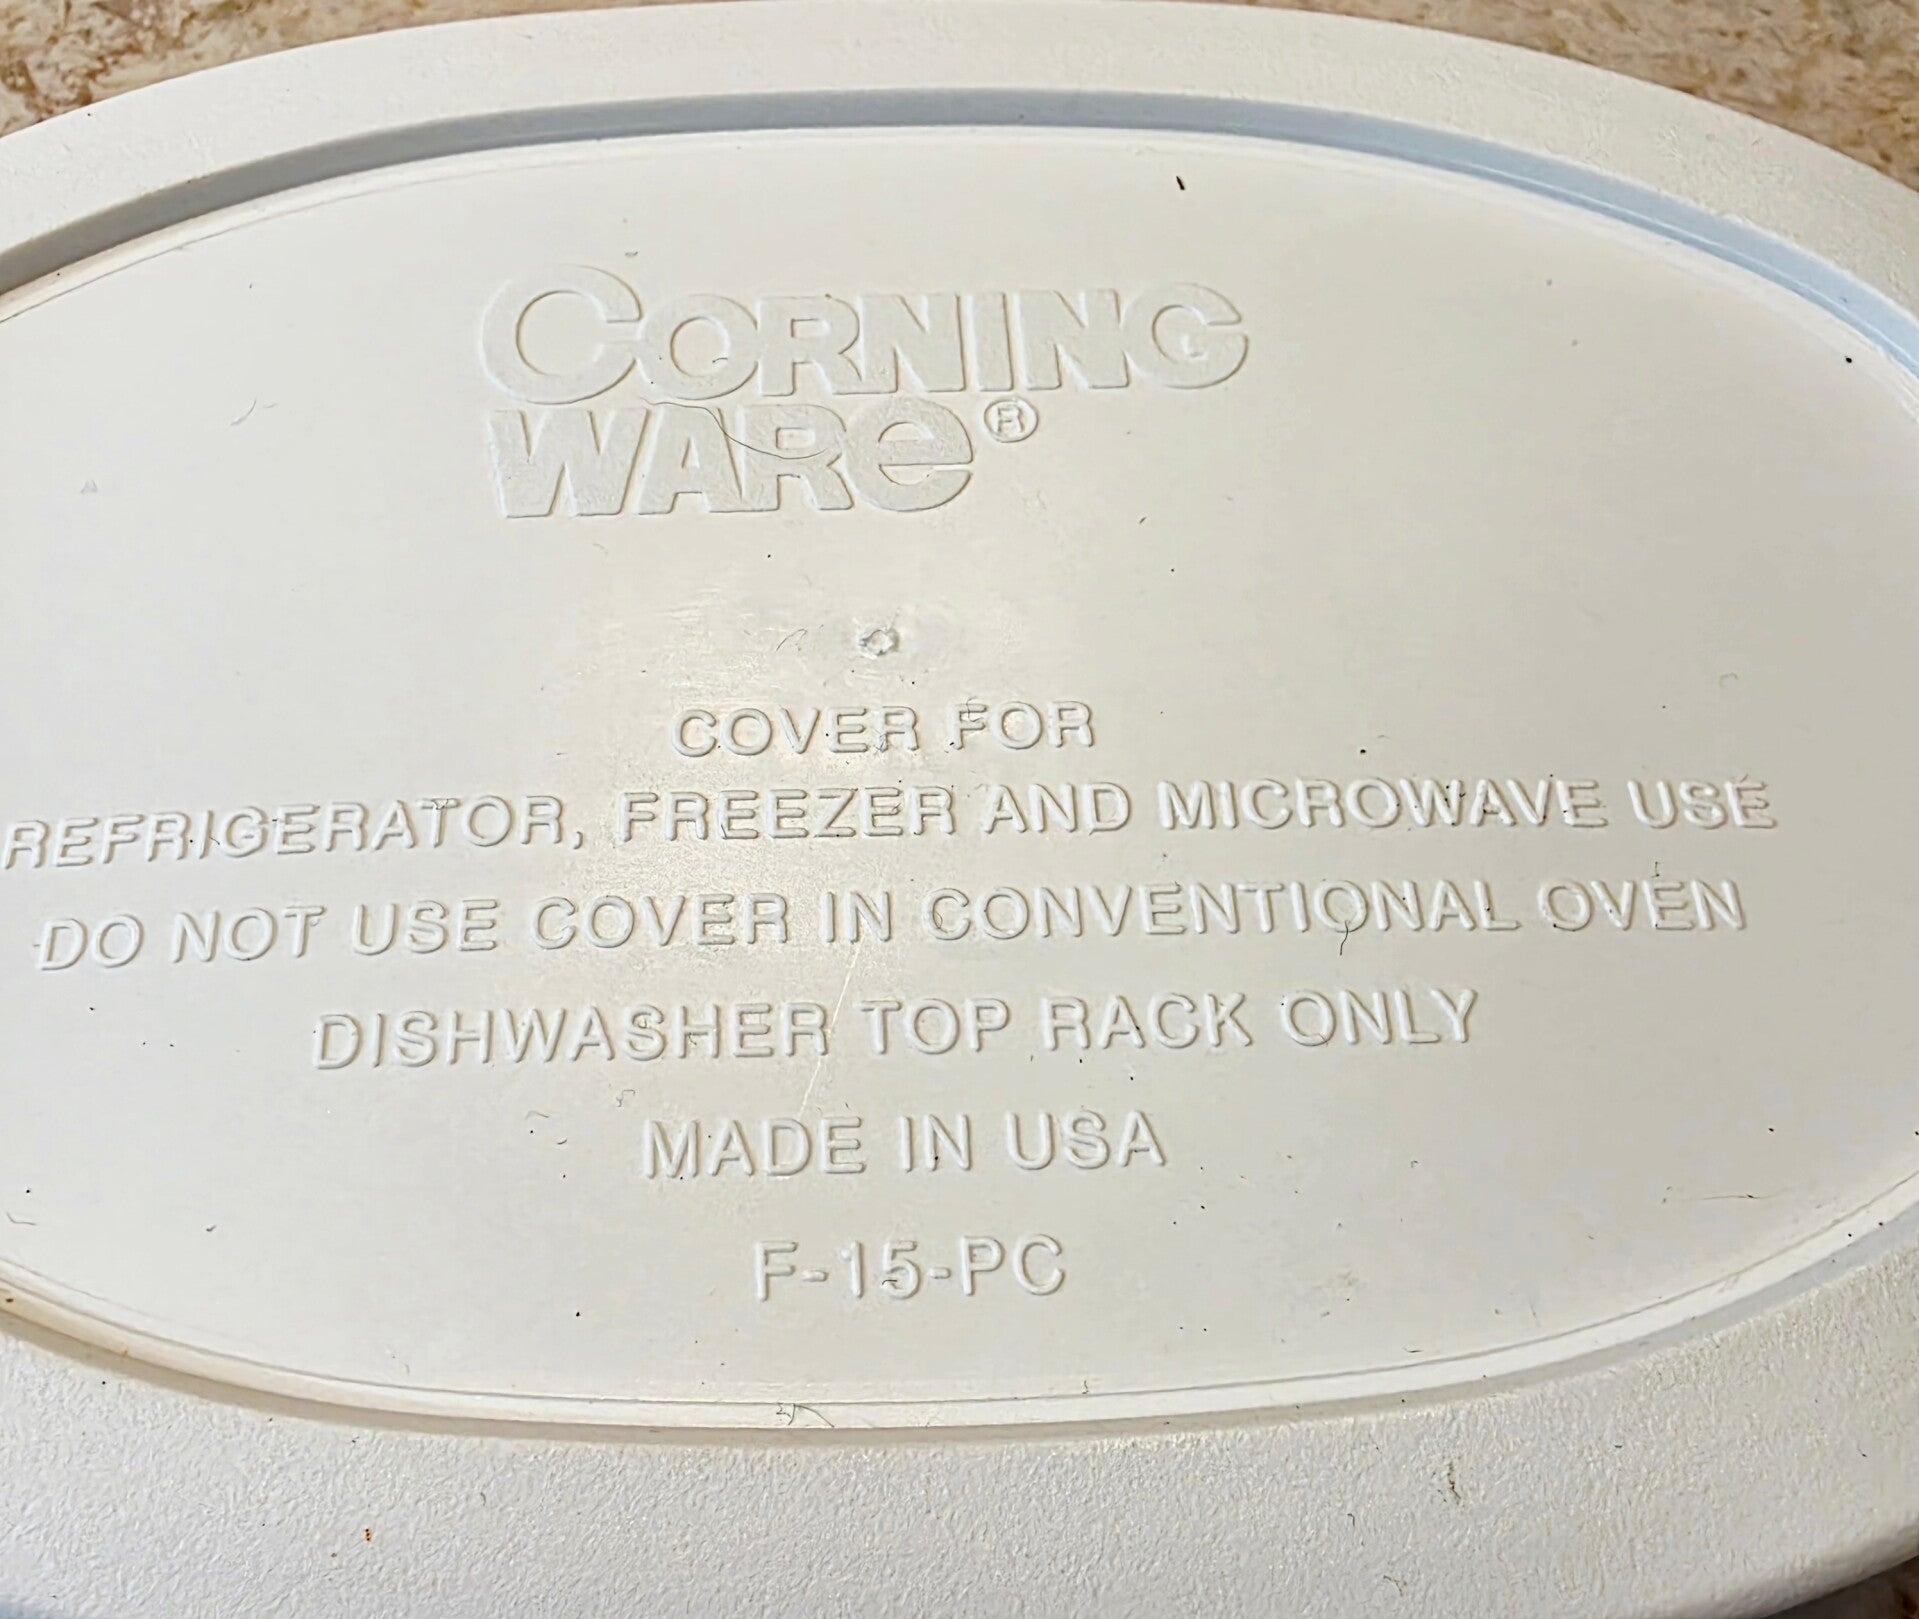 CORNING
WARE®
COVER FOR
REFRIGERATOR, FREEZER AND MICROWAVE USE
DO NOT USE COVER IN CONVENTIONAL OVEN
DISHWASHER TOP RACK ONLY
MADE IN USA
F-15-PC